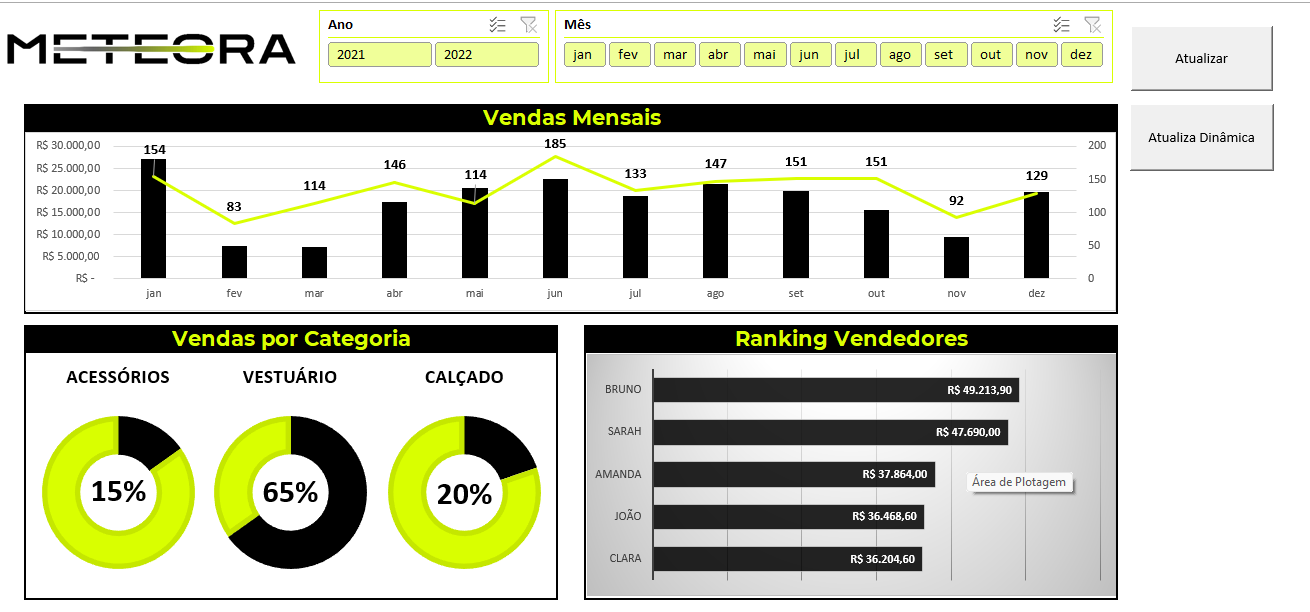 METEORA
Ano
2021 2022
Mês
jan fev mar abr mai jun jul ago set out nov dez
Atualizar
Atualiza Dinâmica
Vendas Mensais
R$ 30.000,00
R$ 25.000,00
R$ 20.000,00
R$ 15.000,00
R$ 10.000,00
R$ 5.000,00
R$ -
154 83 114 146 114 185 133 147 151 151 92 129
200
150
100
50
0
jan fev mar abr mai jun jul ago set out nov dez
Vendas por Categoria
ACESSÓRIOS VESTUÁRIO CALÇADO
15% 65% 20%
Ranking Vendedores
BRUNO R$ 49.213,90
SARAH R$ 47.690,00
AMANDA R$ 37.864,00
Área de Plotagem
JOÃO R$ 36.468,60
CLARA R$ 36.204,60